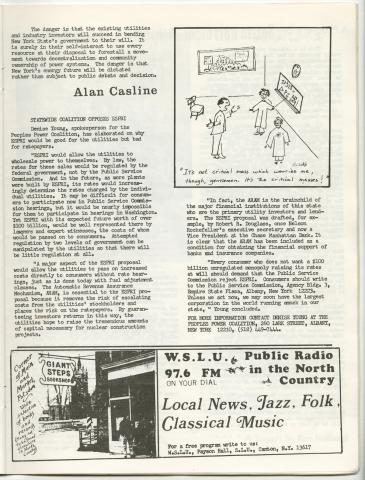 The danger is that the existing utilities
and industry investors will succeed in bending
New York State's government to their will. It
is surely in their self-interest to use every
resource at their disposal to forestall a move-
ment towards decentralization and community
ownership of power systems. The danger is that
New York's energy future will be dictated
rather than subject to public debate and decision.
Alan Casline
STATEWIDE COALITION OPPOSES ESPRI
Denise Young, spokesperson for the
Peoples Power Coalition, has elaborated on why
ESPRI would be good for the utilities but bad
for ratepayers.
"ESPRI would allow the utilities to
wholesale power to themselves. By law, the
rates for these sales would be regulated by the
federal government, not by the Public Service
Commission. And in the future, as more plants
were built by ESPRI, its rates would increas-
ingly determine the rates charged by the individ-
ual utilities. It may be difficult for consum-
ers to participate now in Public Service Commis-
sion hearings, but it would be nearly impossible
for them to participate in hearings in Washington.
Yet ESPRI with its expected future worth of over
$100 billion, would be well represented there by
lawyers and expert witnesses, the costs of whom
would be passed on to consumers. Attempted
regulation by two levels of government can be
manipulated by the utilities so that there will
be little regulation at all.
"A major aspect of the ESPRI proposal
would allow the utilities to pass on increased
costs directly to consumers without rate hear-
ings, just as is done today with fuel adjustment
clauses. The Automatic Revenue Assurance
Mechanism, ARAM, is essential to the ESPRI pro-
posal because it removes the risk of escalating
costs from the utilities' stockholders and
places the risk on the ratepayers. By guaran-
teeing investors returns in this way, the
utilities hope to raise the tremendous amounts
of capital necessary for nuclear construction
projects.
"It's not critical mass which worries me,
though, gentlemen. It's the critical masses!"
"In fact, the ARAM is the brainchild of
the major financial institutions of this state
who are the primary utility investors and lend-
ers. The ESPRI proposal was drafted, for ex-
ample, by Robert R. Douglass, once Nelson
Rockefeller's executive secretary and now a
Vice President at the Chase Manhattan Bank. It
is clear that the ARAM has been included as a
condition for obtaining the financial support of
banks and insurance companies.
"Every consumer who does not want a $100
billion unregulated monopoly raising its rates
at will should demand that the Public Service
Commission reject ESPRI. Consumers should write
to the Public Service Commission, Agency Bldg. 3,
Empire State Plaza, Albany, New York 12223.
Unless we act now, we may soon have the largest
corporation in the world running amuck in our
state," Young concluded.
FOR MORE INFORMATION CONTACT DENISE YOUNG AT THE
PEOPLES POWER COALITION, 260 LARK STREET, ALBANY,
NEW YORK 12210, (518) 449-7444.
GIANT
STEPS
BOOKSHOP
W.S.L.U. Public Radio
97.6 FM in the North
ON YOUR DIAL Country
Local News, Jazz, Folk,
Classical Music
For a free program write to us:
W.S.L.U., Payson Hall, S.L.U., Canton, N.Y. 13617